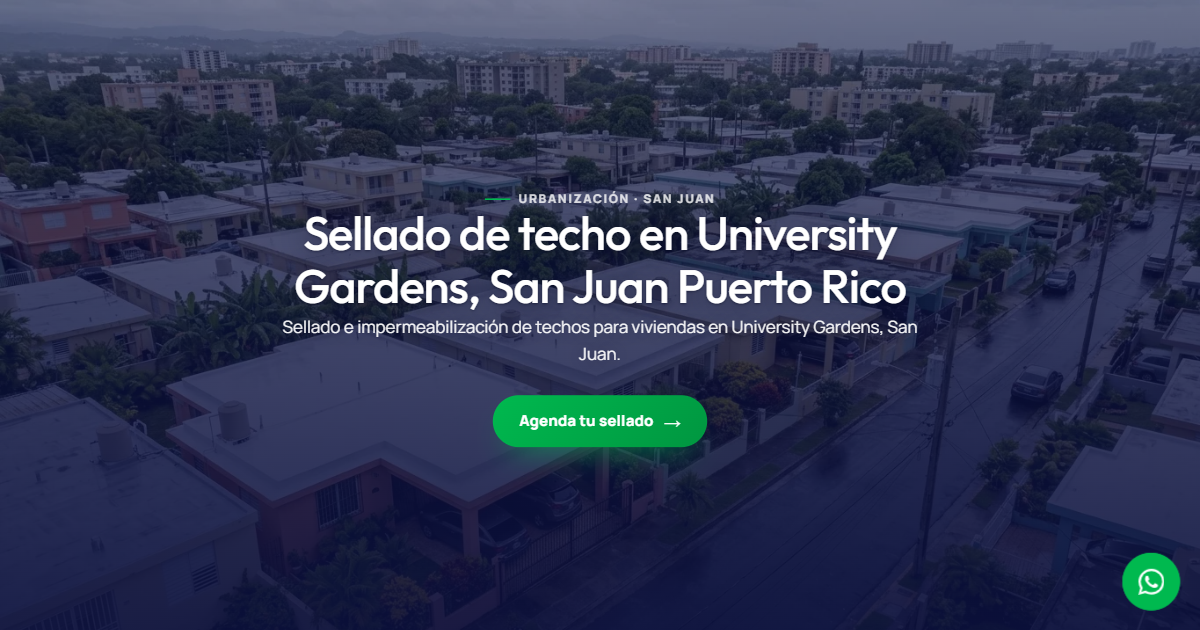 URBANIZACIÓN · SAN JUAN
Sellado de techo en University
Gardens, San Juan Puerto Rico
Sellado e impermeabilización de techos para viviendas en University Gardens, San
Juan.
Agenda tu sellado →